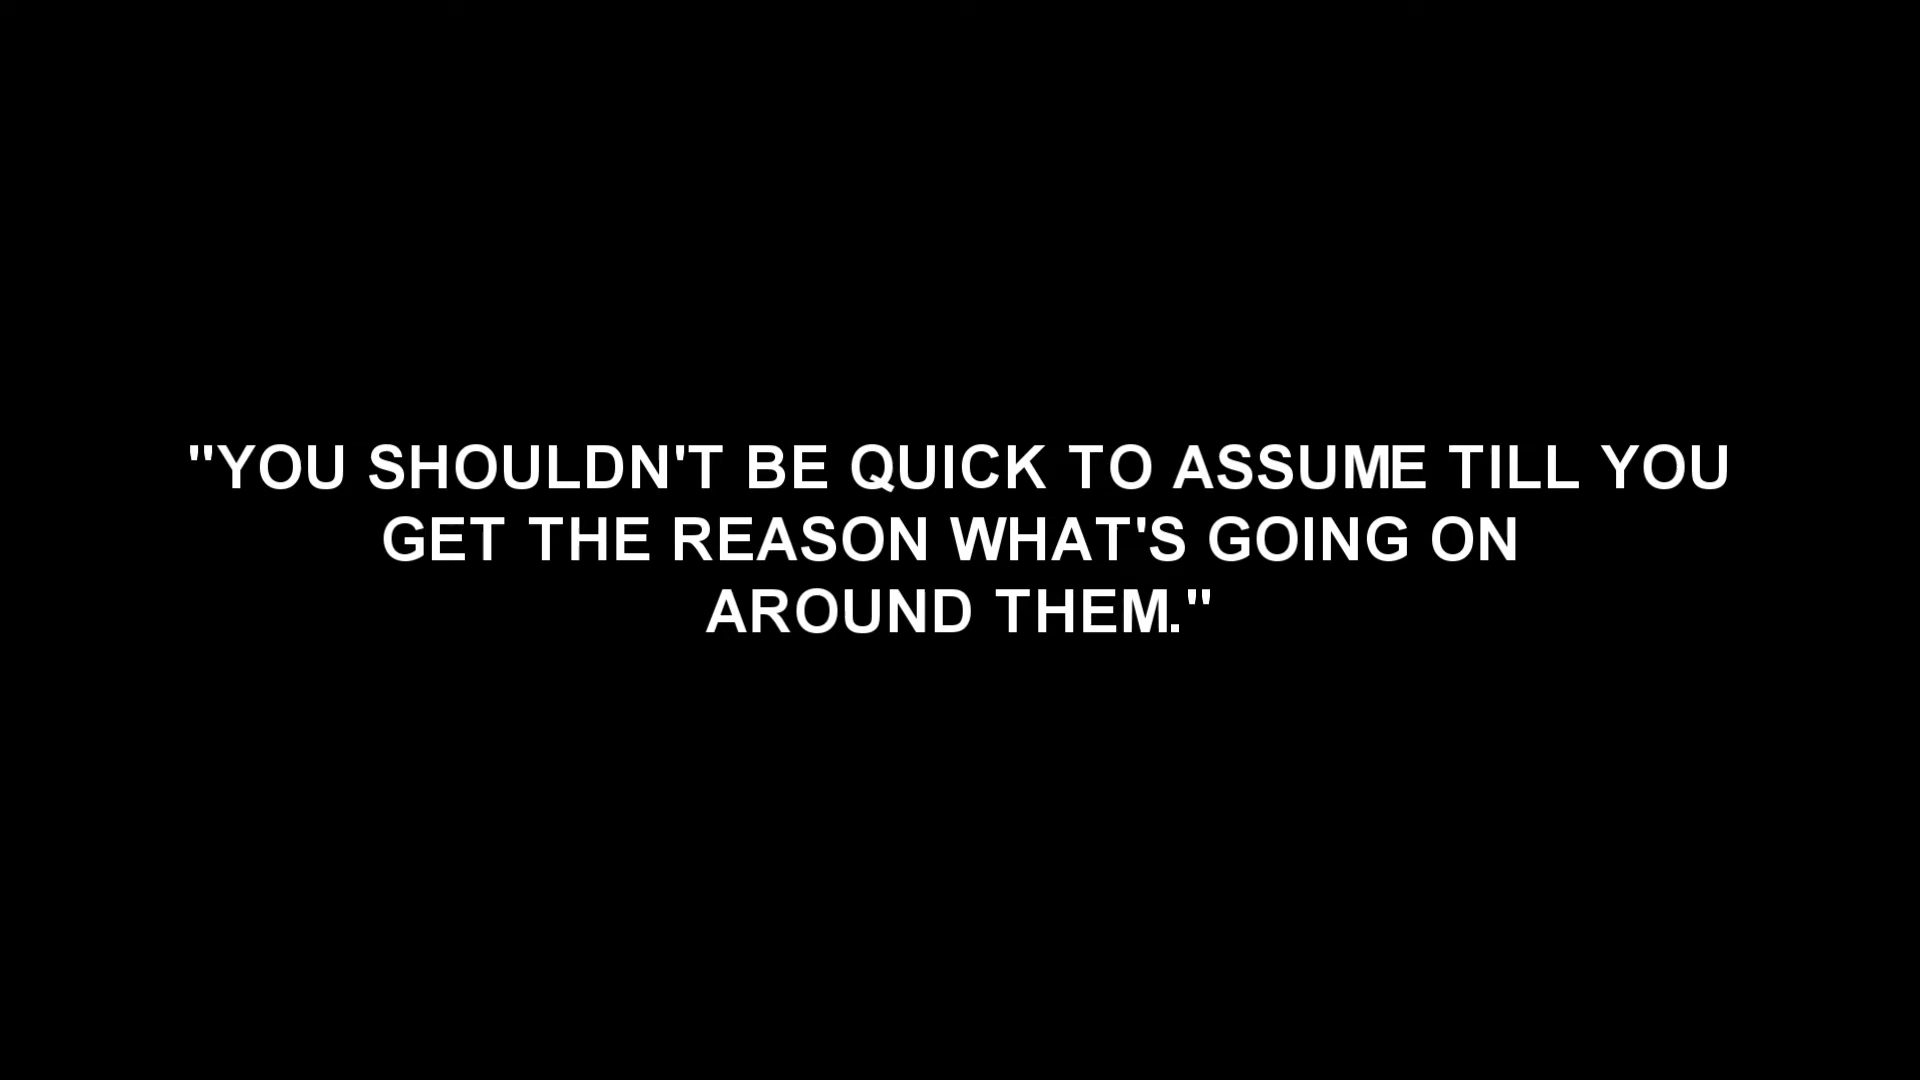 "YOU SHOULDN'T BE QUICK TO ASSUME TILL YOU
GET THE REASON WHAT'S GOING ON
AROUND THEM."